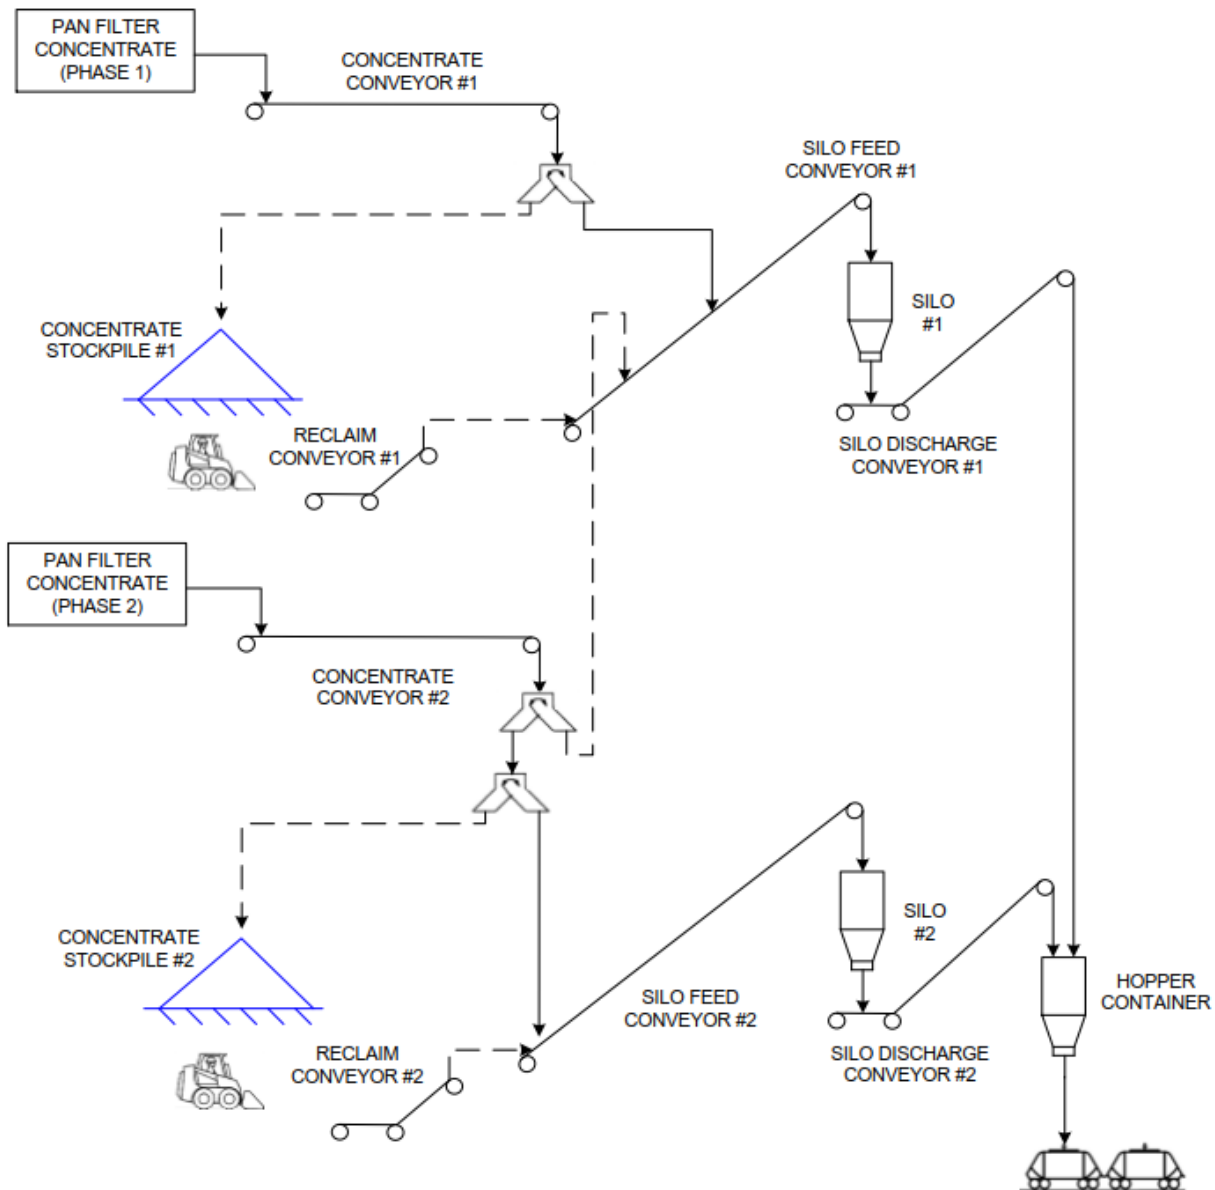 PAN FILTER
CONCENTRATE
(PHASE 1)
CONCENTRATE
CONVEYOR #1
SILO FEED
CONVEYOR #1
CONCENTRATE
STOCKPILE #1
SILO
#1
RECLAIM
CONVEYOR #1
SILO DISCHARGE
CONVEYOR #1
PAN FILTER
CONCENTRATE
(PHASE 2)
CONCENTRATE
CONVEYOR #2
CONCENTRATE
STOCKPILE #2
SILO
#2
SILO FEED
CONVEYOR #2
HOPPER
CONTAINER
RECLAIM
CONVEYOR #2
SILO DISCHARGE
CONVEYOR #2